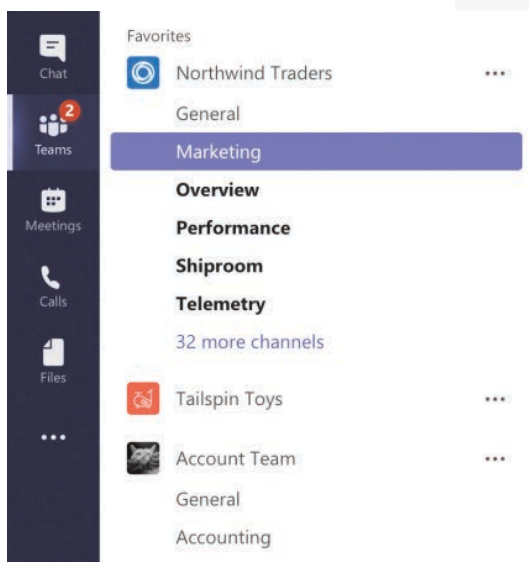 Chat
2
Teams
Meetings
Calls
Files
Favorites
Northwind Traders
General
Marketing
Overview
Performance
Shiproom
Telemetry
32 more channels
Tailspin Toys
Account Team
General
Accounting